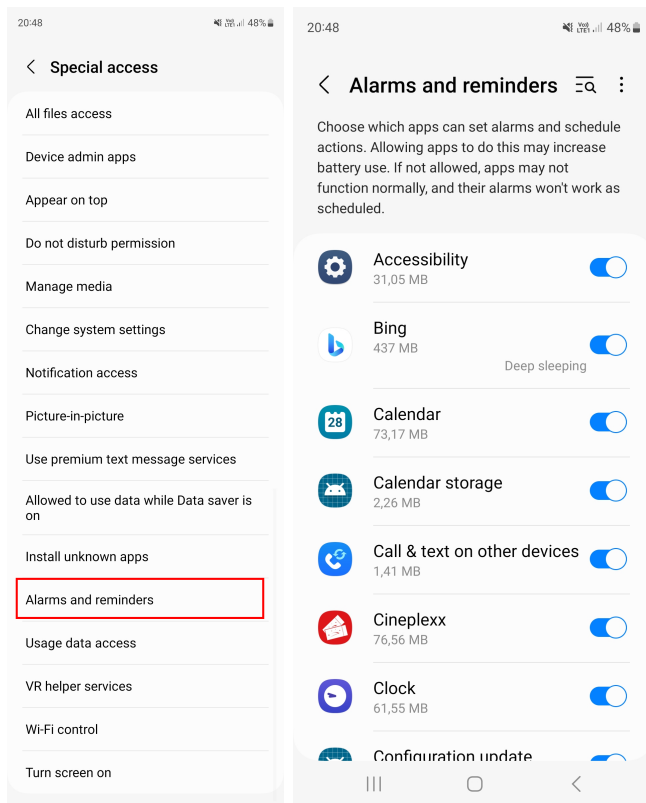 20:48
Vo)) LTE1 48%
Special access
All files access
Device admin apps
Appear on top
Do not disturb permission
Manage media
Change system settings
Notification access
Picture-in-picture
Use premium text message services
Allowed to use data while Data saver is
on
Install unknown apps
Alarms and reminders
Usage data access
VR helper services
Wi-Fi control
Turn screen on
20:48
Vo)) LTE1 48%
Alarms and reminders
Choose which apps can set alarms and schedule
actions. Allowing apps to do this may increase
battery use. If not allowed, apps may not
function normally, and their alarms won't work as
scheduled.
Accessibility
31,05 MB
Bing
437 MB
Deep sleeping
28
Calendar
73,17 MB
Calendar storage
2,26 MB
Call & text on other devices
1,41 MB
Cineplexx
76,56 MB
Clock
61,55 MB
Configuration update